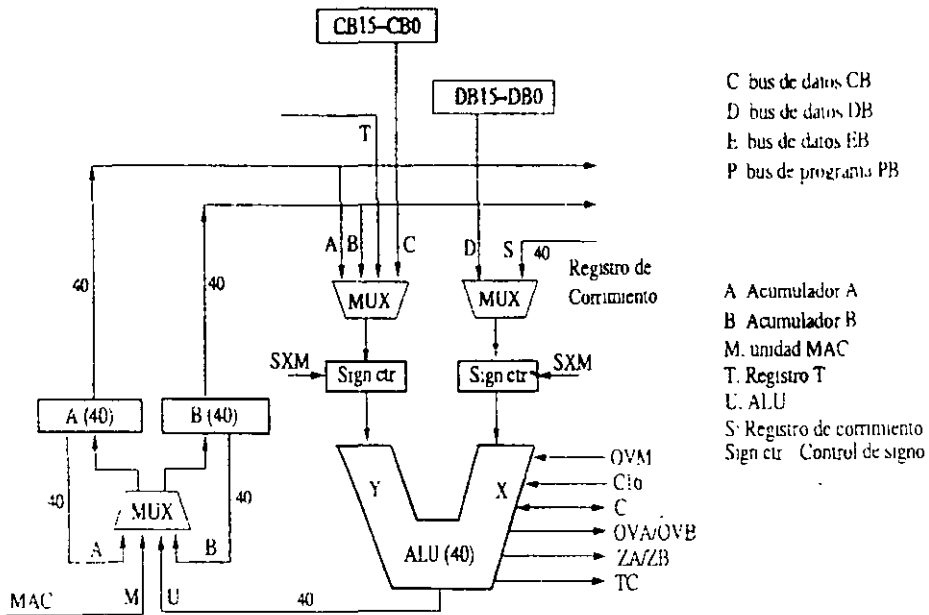 CB15-CB0
DB15-DB0
T
A B C
D S 40
MUX
MUX
Registro de
Corrimiento
40
40
SXM
Sign ctr
Sign ctr
SXM
A (40)
B (40)
Y
X
OVM
C16
C
OVA/OVB
ZA/ZB
TC
ALU (40)
40
MUX
40
A
B
MAC
M
U
40
C bus de datos CB
D bus de datos DB
E bus de datos EB
P bus de programa PB
A Acumulador A
B Acumulador B
M. unidad MAC
T. Registro T
U. ALU
S: Registro de corrimiento
Sign ctr Control de signo